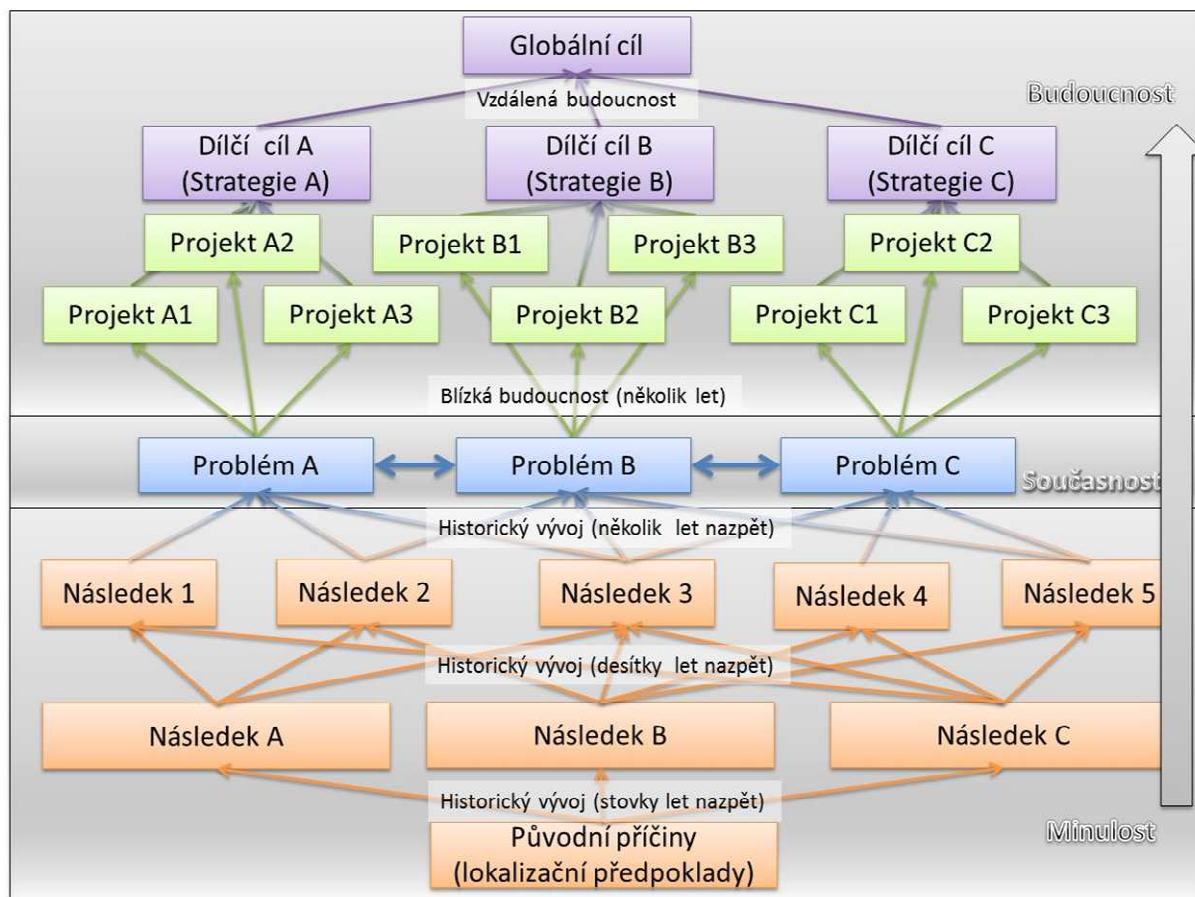 Globální cíl
Vzdálená budoucnost
Budoucnost
Dílčí cíl A
(Strategie A)
Dílčí cíl B
(Strategie B)
Dílčí cíl C
(Strategie C)
Projekt A2
Projekt B1
Projekt B3
Projekt C2
Projekt A1
Projekt A3
Projekt B2
Projekt C1
Projekt C3
Blízká budoucnost (několik let)
Problém A
Problém B
Problém C
Současnost
Historický vývoj (několik let nazpět)
Následek 1
Následek 2
Následek 3
Následek 4
Následek 5
Historický vývoj (desítky let nazpět)
Následek A
Následek B
Následek C
Historický vývoj (stovky let nazpět)
Minulost
Původní příčiny
(lokalizační předpoklady)